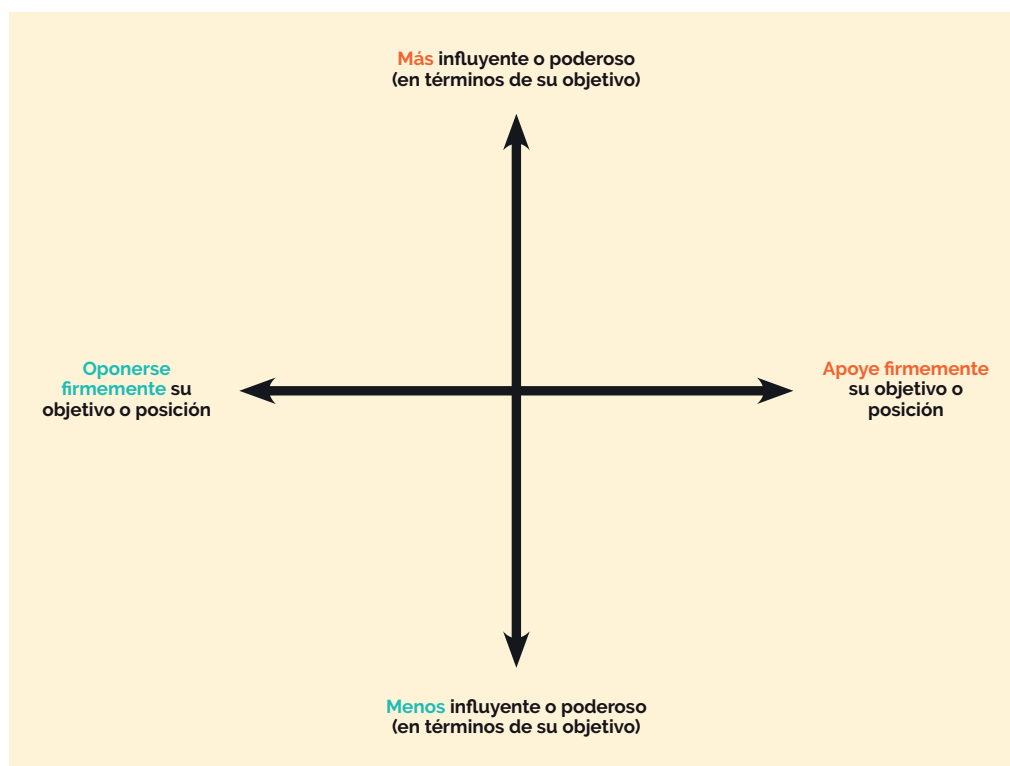 Más influyente o poderoso
(en términos de su objetivo)
Oponerse
firmemente su
objetivo o posición
Apoye firmemente
su objetivo o
posición
Menos influyente o poderoso
(en términos de su objetivo)